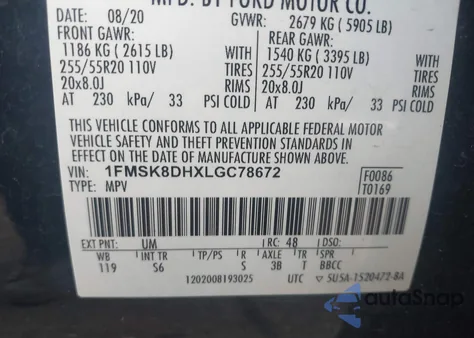 MFD. BY FORD MOTOR CO.
DATE: 08/20 GVWR: 2679 KG (5905 LB)
FRONT GAWR: REAR GAWR:
1186 KG (2615 LB) WITH 1540 KG (3395 LB) WITH
255/55R20 110V TIRES 255/55R20 110V TIRES
20x8.0J RIMS 20x8.0J RIMS
AT 230 kPa/ 33 PSI COLD AT 230 kPa/ 33 PSI COLD
THIS VEHICLE CONFORMS TO ALL APPLICABLE FEDERAL MOTOR
VEHICLE SAFETY AND THEFT PREVENTION STANDARDS IN EFFECT
ON THE DATE OF MANUFACTURE SHOWN ABOVE.
VIN: 1FMSK8DHXLGC78672 F0086
TYPE: MPV T0169
EXT PNT: UM RC: 48 DSO:
WB INT TR TP/PS R AXLE TR SPR
119 S6 S 3B T BBCC
1202008193025 UTC ▽ 5U5A-1520472-8A
autoSnap